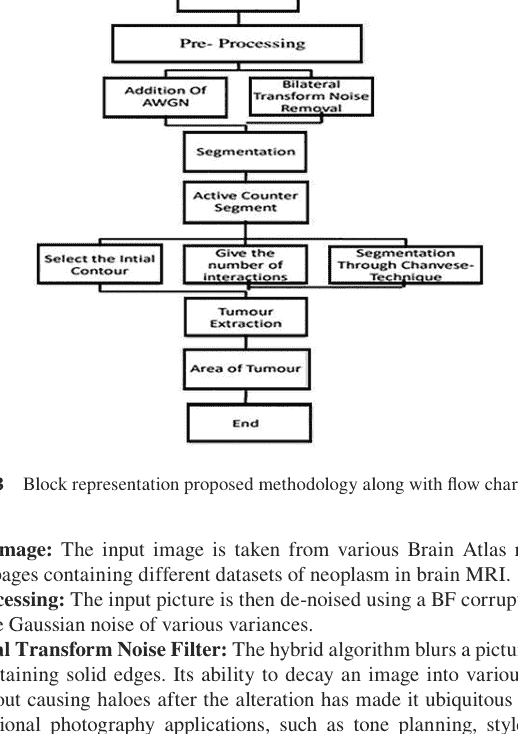 Pre- Processing
Addition Of
AWGN
Bilateral
Transform Noise
Removal
Segmentation
Active Counter
Segment
Select the Intial
Contour
Give the
number of
interactions
Segmentation
Through Chanvese-
Technique
Tumour
Extraction
Area of Tumour
End
3 Block representation proposed methodology along with flow char
mage: The input image is taken from various Brain Atlas
pages containing different datasets of neoplasm in brain MRI.
cessing: The input picture is then de-noised using a BF corrup
e Gaussian noise of various variances.
al Transform Noise Filter: The hybrid algorithm blurs a pictu
taining solid edges. Its ability to decay an image into various
out causing haloes after the alteration has made it ubiquitous
ional photography applications, such as tone planning, style